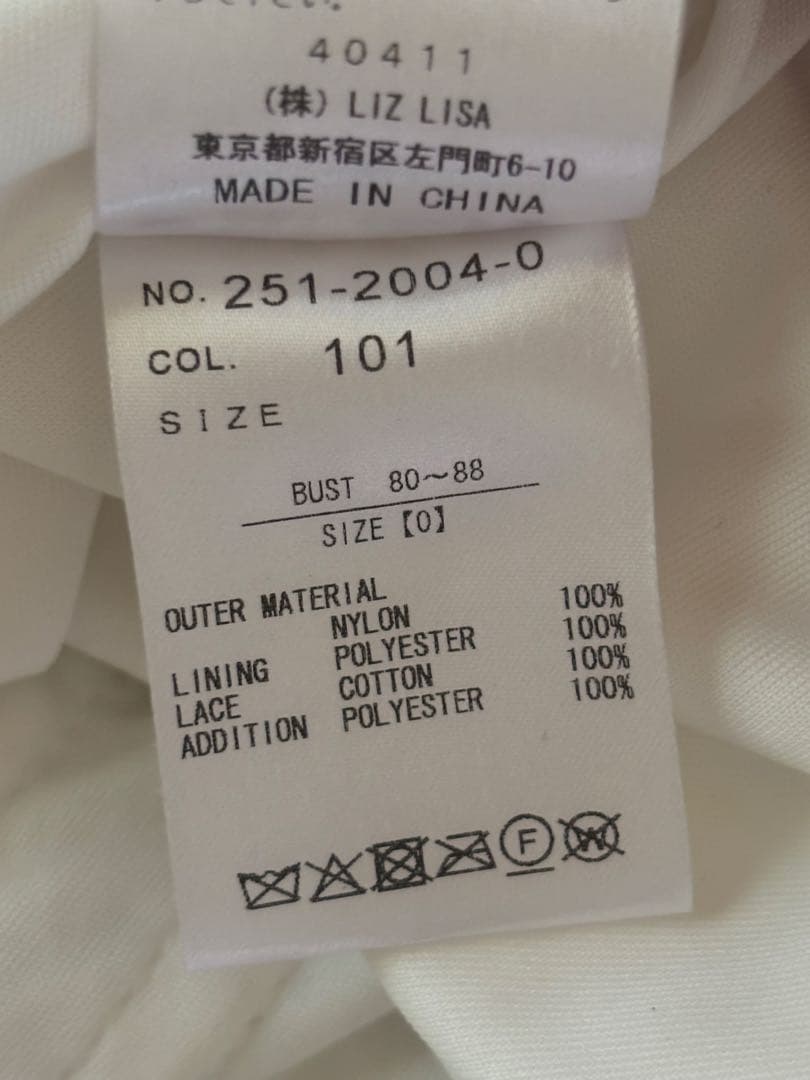 40411
(株) LIZ LISA
東京都新宿区左門町6-10
MADE IN CHINA
NO. 251-2004-0
COL. 101
SIZE
BUST 80〜88
SIZE【0】
OUTER MATERIAL
NYLON 100%
LINING POLYESTER 100%
LACE COTTON 100%
ADDITION POLYESTER 100%
F
W